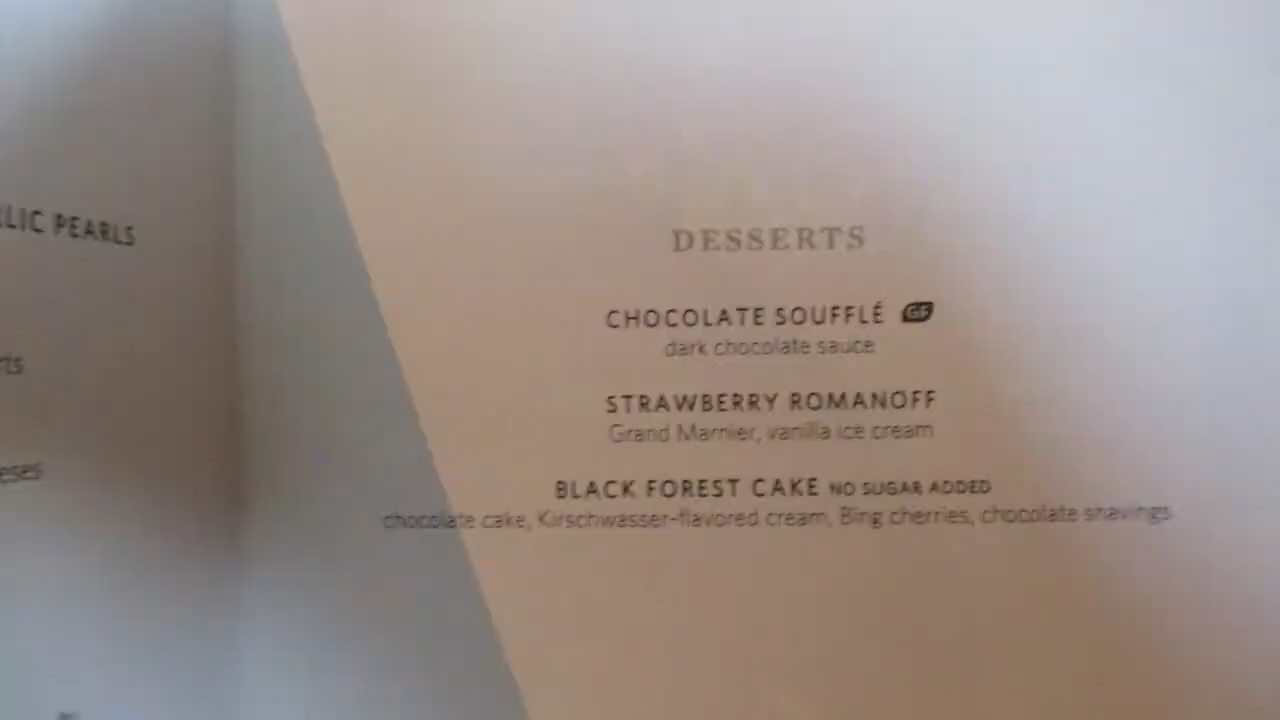 PEARLS
DESSERTS
CHOCOLATE SOUFFLÉ GF
dark chocolate sauce
STRAWBERRY ROMANOFF
Grand Marnier, vanilla ice cream
BLACK FOREST CAKE NO SUGAR ADDED
chocolate cake, Kirschwasser-flavored cream, Bing cherries, chocolate shavings